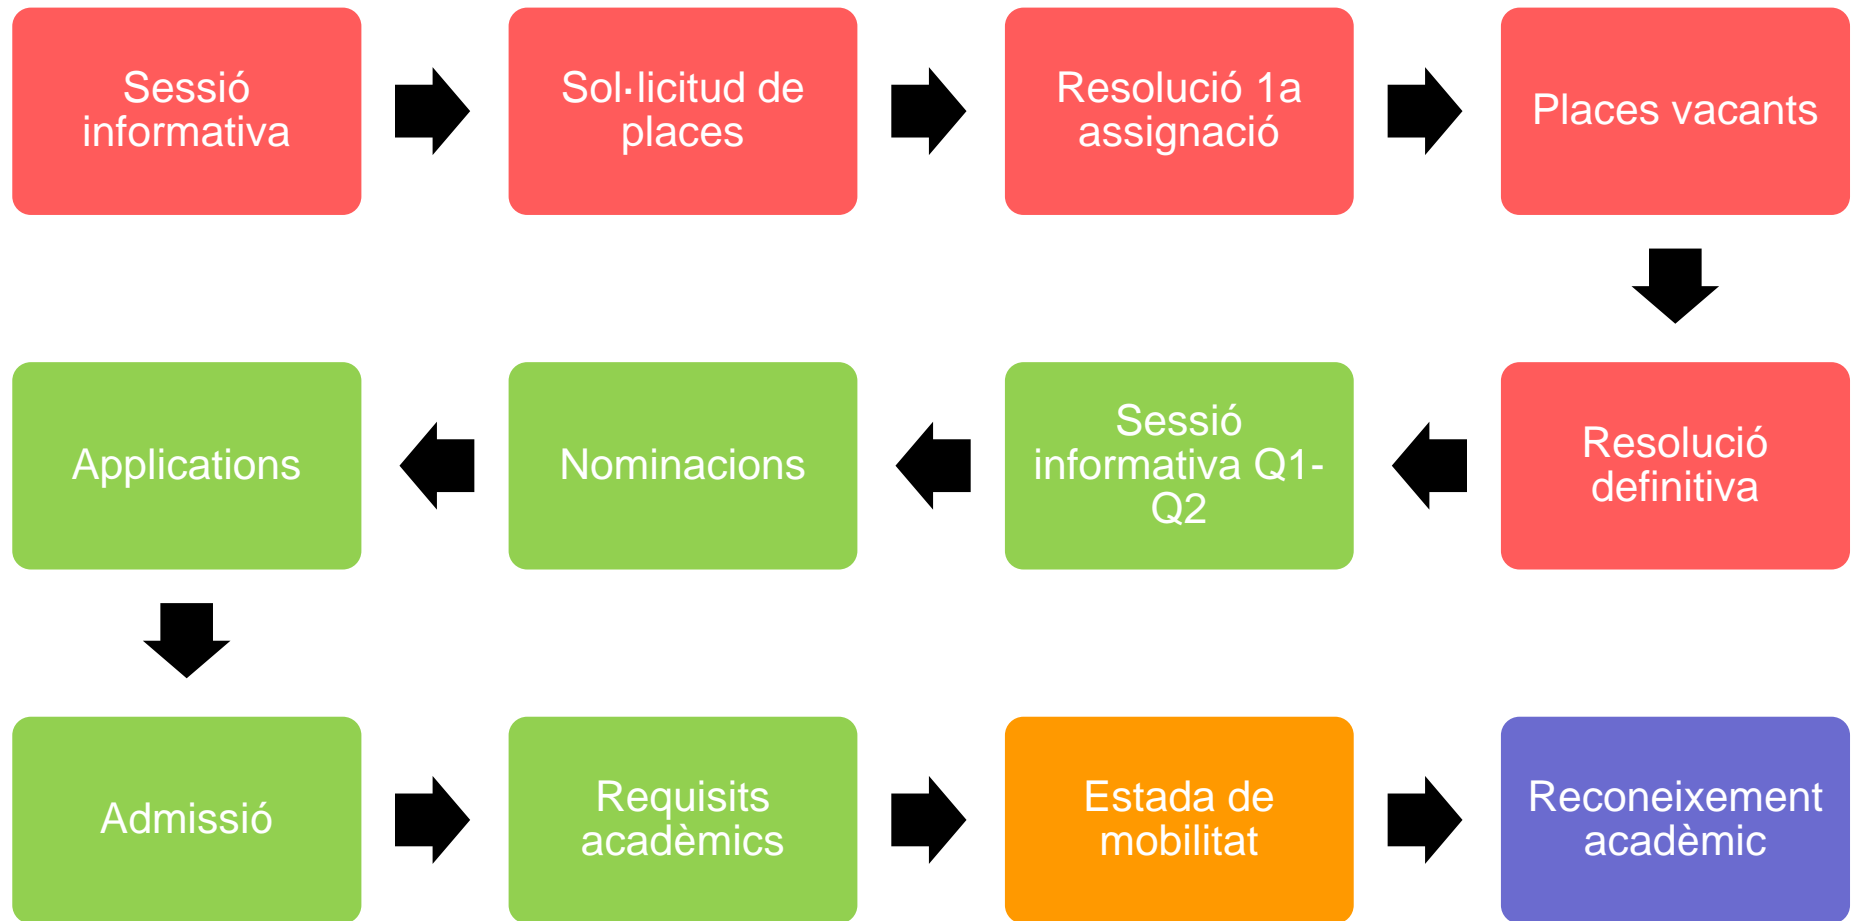 Sessió
informativa
Sol·licitud de
places
Resolució 1a
assignació
Places vacants
Resolució
definitiva
Sessió
informativa Q1-
Q2
Nominacions
Applications
Admissió
Requisits
acadèmics
Estada de
mobilitat
Reconeixement
acadèmic